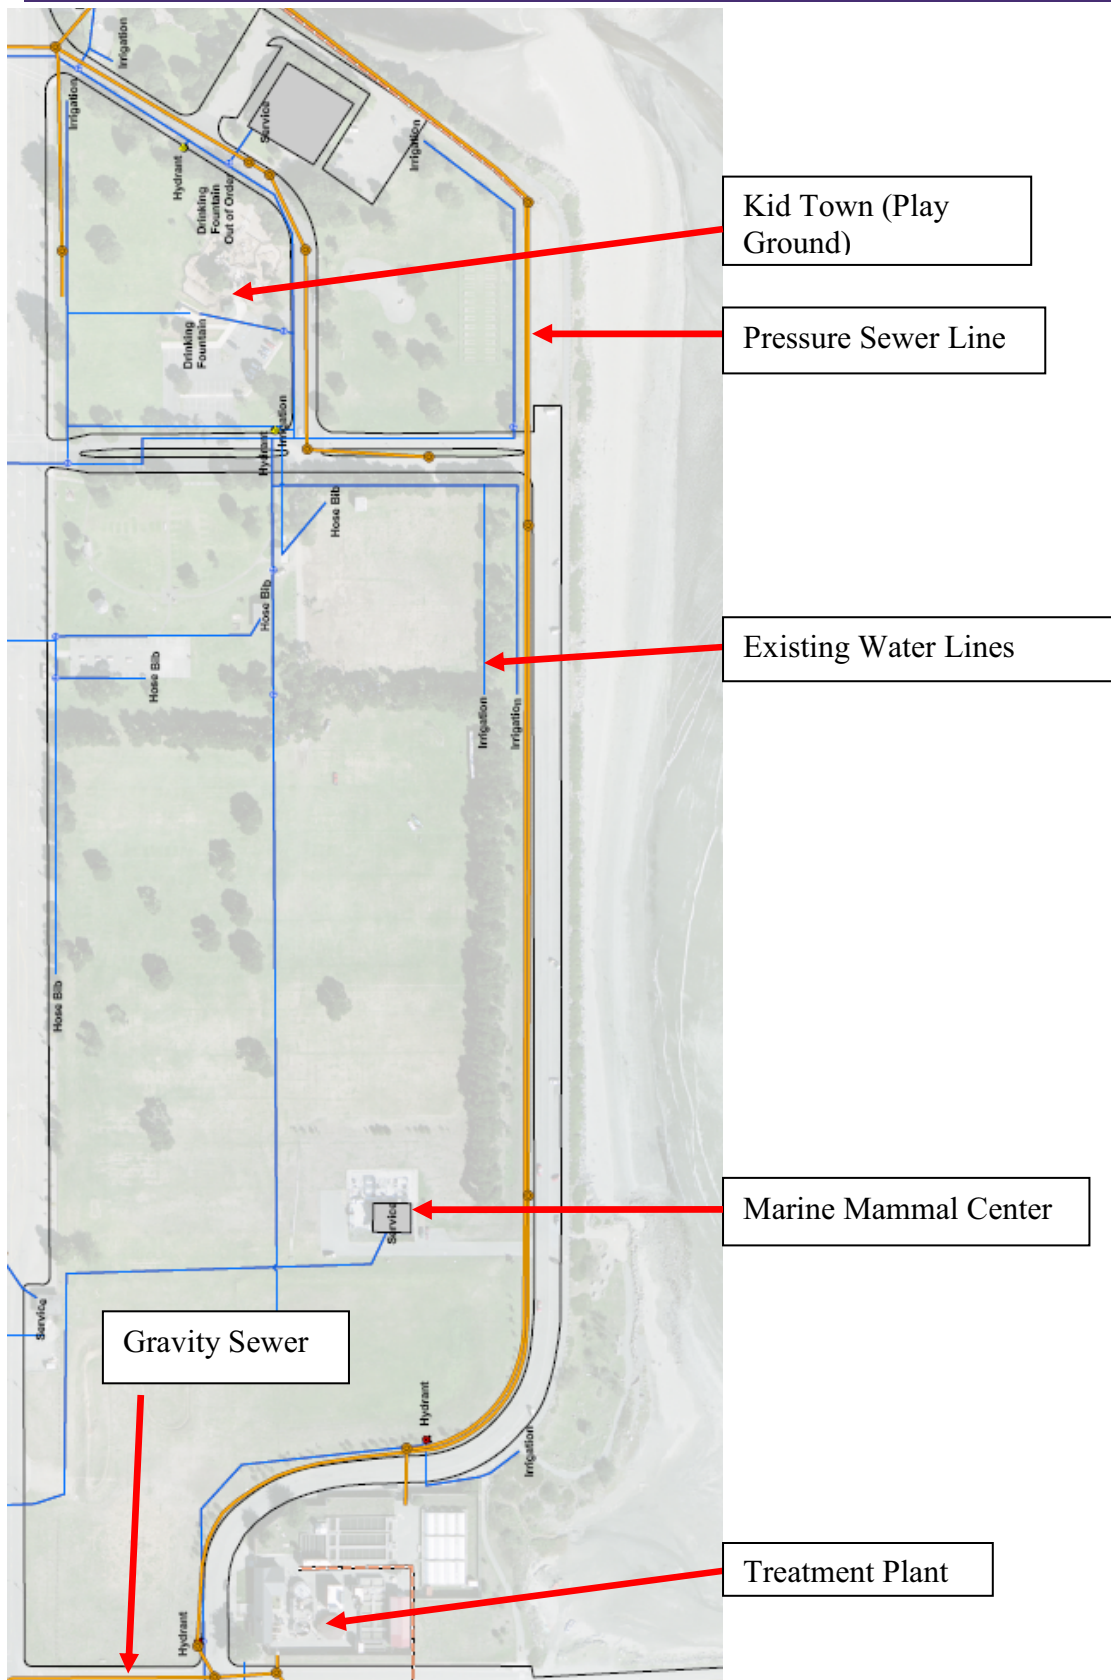 Irrigation
Irrigation
Service
Irrigation
Hydrant
Drinking
Fountain
Out of Order
Kid Town (Play
Ground)
Drinking
Fountain
Pressure Sewer Line
Irrigation
Hydrant
Hose Bib
Hose Bib
Existing Water Lines
Hose Bib
Irrigation
Irrigation
Hose Bib
Marine Mammal Center
Service
Service
Gravity Sewer
Hydrant
Irrigation
Treatment Plant
Hydrant